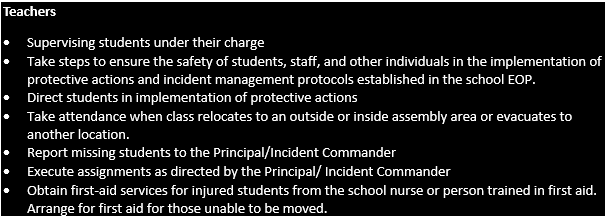 Teachers
• Supervising students under their charge
• Take steps to ensure the safety of students, staff, and other individuals in the implementation of
protective actions and incident management protocols established in the school EOP.
• Direct students in implementation of protective actions
• Take attendance when class relocates to an outside or inside assembly area or evacuates to
another location.
• Report missing students to the Principal/Incident Commander
• Execute assignments as directed by the Principal/ Incident Commander
• Obtain first-aid services for injured students from the school nurse or person trained in first aid.
Arrange for first aid for those unable to be moved.